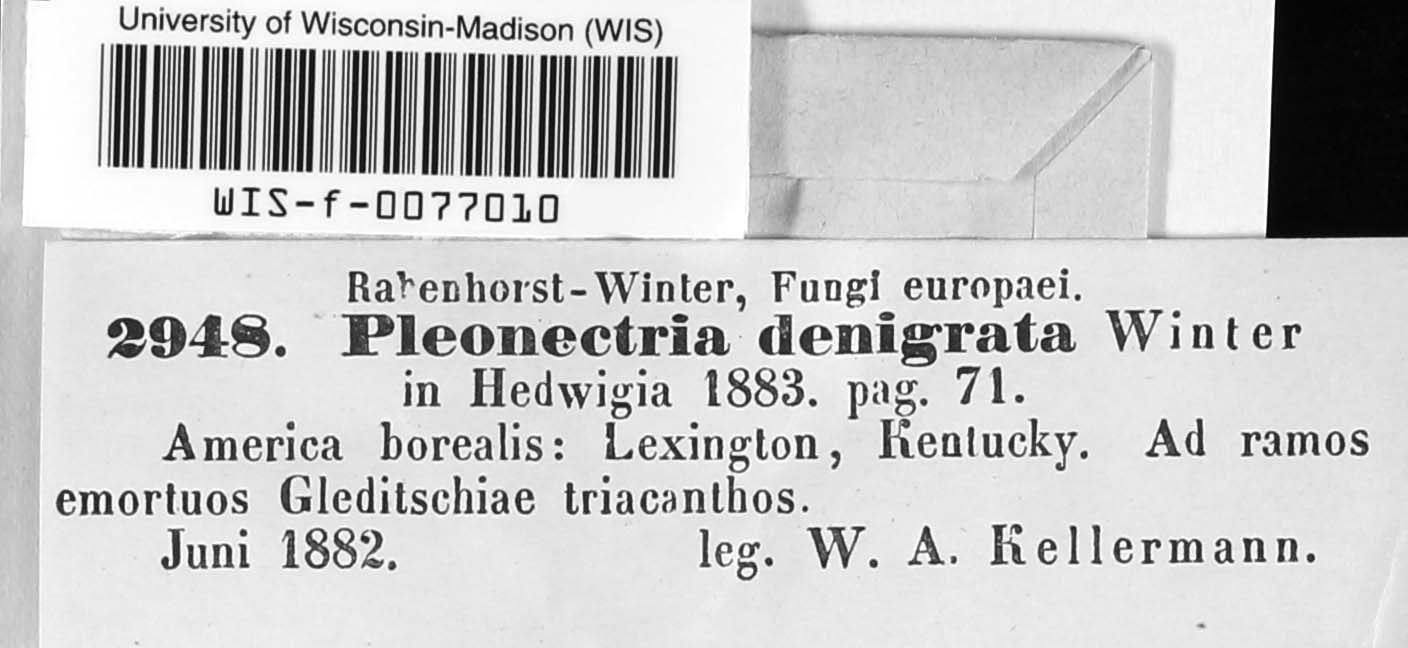 University of Wisconsin-Madison (WIS)
WIS-f-0077010
Rabenhorst-Winter, Fungi europaei.
2948. Pleonectria denigrata Winter
in Hedwigia 1883. pag. 71.
America borealis: Lexington, Kentucky. Ad ramos
emortuos Gleditschiae triacanthos.
Juni 1882. leg. W. A. Kellermann.